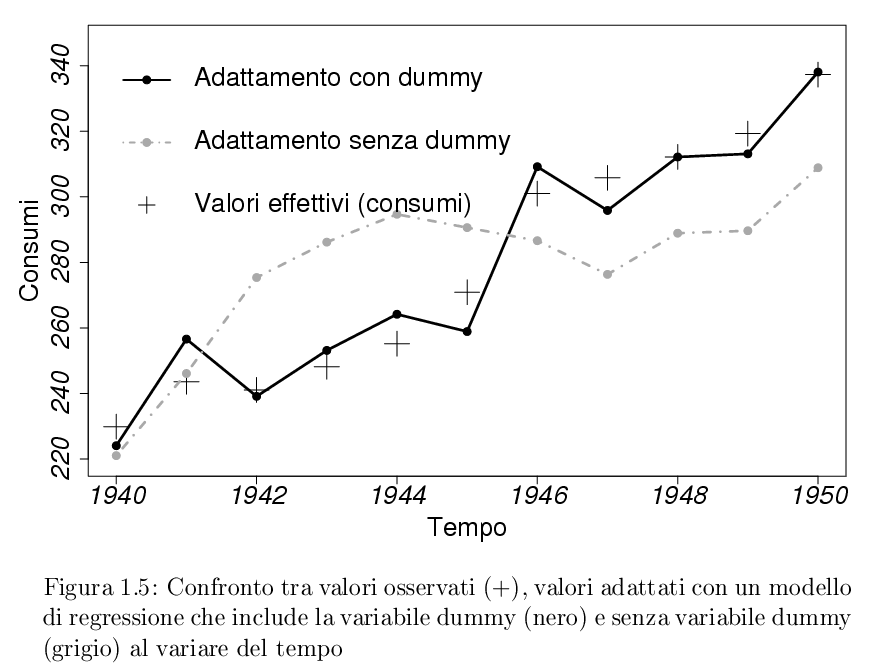 Adattamento con dummy
Adattamento senza dummy
Valori effettivi (consumi)
Consumi
340
320
300
280
260
240
220
1940 1942 1944 1946 1948 1950
Tempo
Figura 1.5: Confronto tra valori osservati (+), valori adattati con un modello
di regressione che include la variabile dummy (nero) e senza variabile dummy
(grigio) al variare del tempo